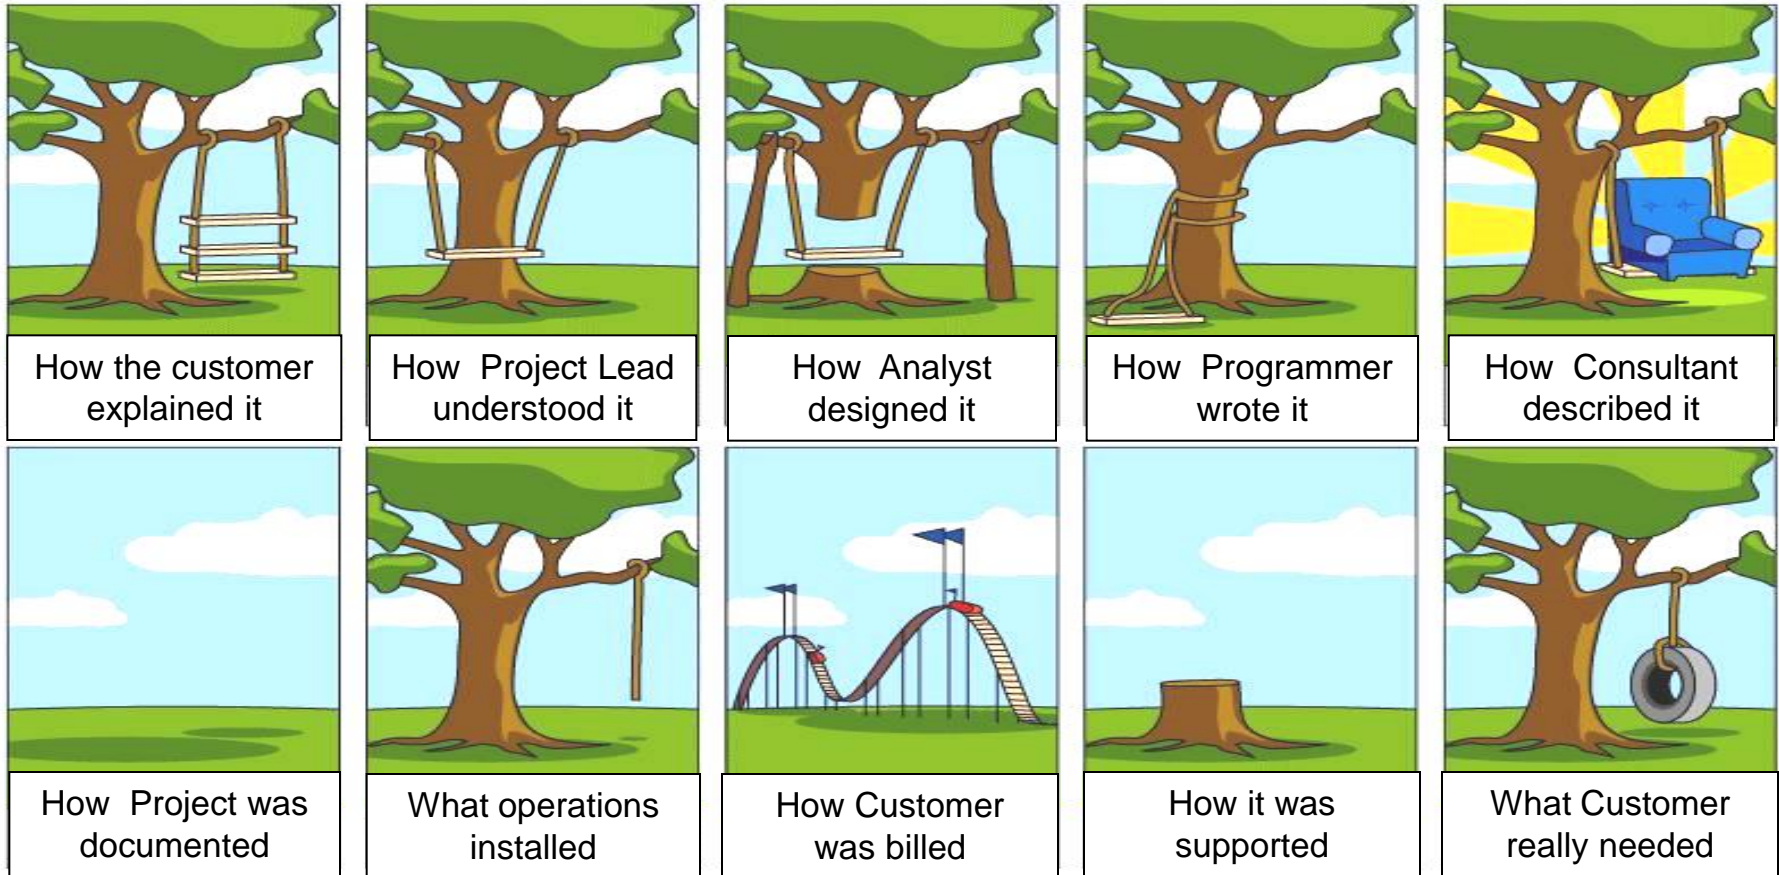 How the customer
explained it
How Project Lead
understood it
How Analyst
designed it
How Programmer
wrote it
How Consultant
described it
How Project was
documented
What operations
installed
How Customer
was billed
How it was
supported
What Customer
really needed